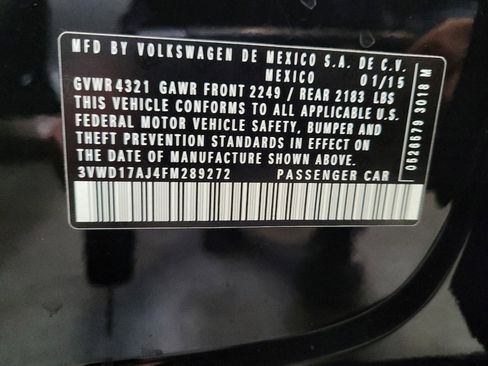 MFD BY VOLKSWAGEN DE MEXICO S.A. DE C.V.
MEXICO 01/15
GVWR 4321 GAWR FRONT 2249 / REAR 2183 LBS
THIS VEHICLE CONFORMS TO ALL APPLICABLE U.S.
FEDERAL MOTOR VEHICLE SAFETY, BUMPER AND
THEFT PREVENTION STANDARDS IN EFFECT ON
THE DATE OF MANUFACTURE SHOWN ABOVE.
3VWD17AJ4FM289272 PASSENGER CAR
0620679 3018 M